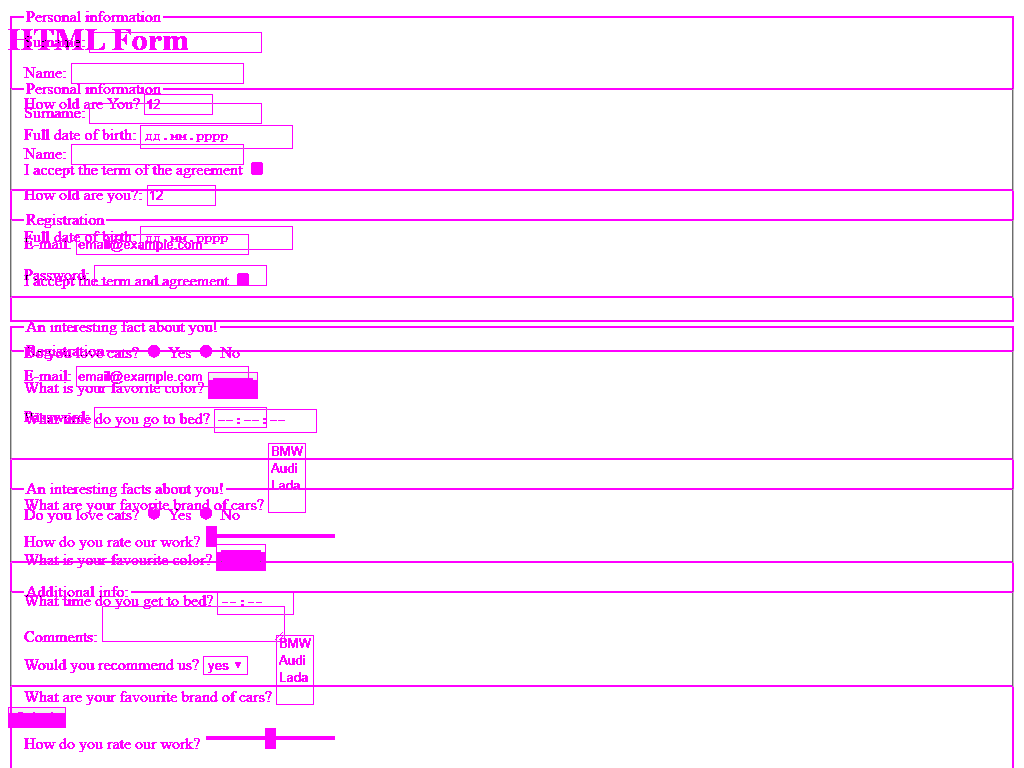 Personal information
HTML Form
Surname:
Name:
Personal information
How old are You? 12
Surname:
Full date of birth: дд.мм.рррр
Name:
I accept the term of the agreement
How old are you?: 12
Registration
Full date of birth: дд.мм.рррр
E-mail: email@example.com
Password:
I accept the term and agreement
An interesting fact about you!
Registration
Do you love cats? Yes No
E-mail: email@example.com
What is your favorite color?
Password:
What time do you go to bed? --:--:--
BMW
Audi
Lada
An interesting facts about you!
What are your favorite brand of cars?
Do you love cats? Yes No
How do you rate our work?
What is your favourite color?
Additional info:
What time do you get to bed? --:--
Comments:
BMW
Audi
Lada
Would you recommend us? yes ▼
What are your favourite brand of cars?
How do you rate our work?